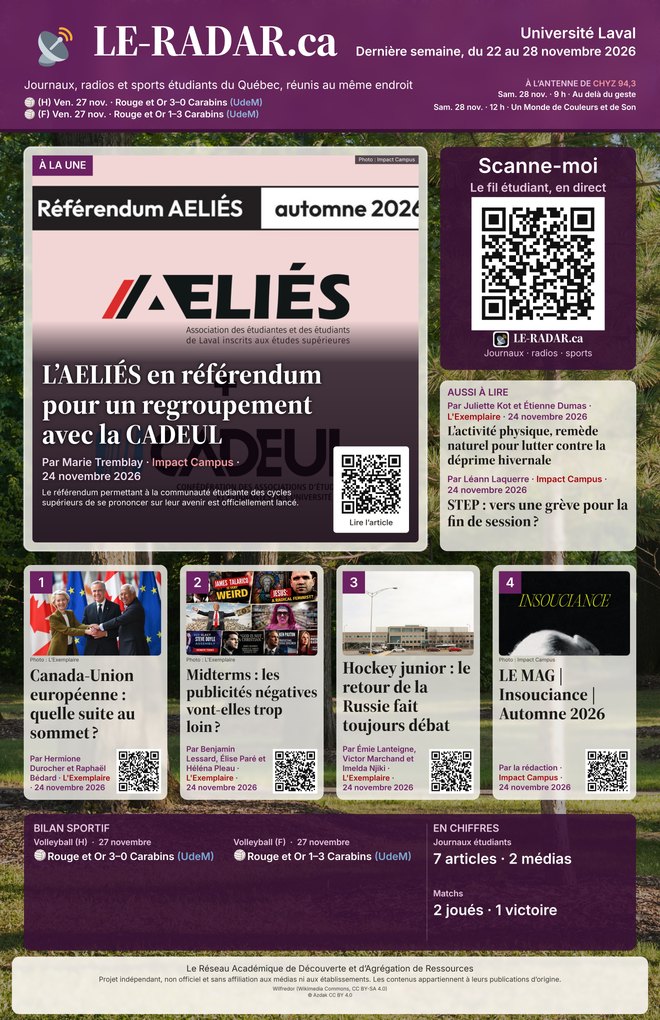 LE-RADAR.ca
Université Laval
Dernière semaine, du 22 au 28 novembre 2026
Journaux, radios et sports étudiants du Québec, réunis au même endroit
(H) Ven. 27 nov. · Rouge et Or 3–0 Carabins (UdeM)
(F) Ven. 27 nov. · Rouge et Or 1–3 Carabins (UdeM)
À L'ANTENNE DE CHYZ 94,3
Sam. 28 nov. · 9 h · Au delà du geste
Sam. 28 nov. · 12 h · Un Monde de Couleurs et de Son
À LA UNE
Photo : Impact Campus
Référendum AELIÉS
automne 2026
AELIÉS
Association des étudiantes et des étudiants
de Laval inscrits aux études supérieures
L'AELIÉS en référendum
pour un regroupement
avec la CADEUL
CADEUL
CONFÉDÉRATION DES ASSOCIATIONS D'ÉTUD
Par Marie Tremblay · Impact Campus ·
24 novembre 2026
Le référendum permettant à la communauté étudiante des cycles
supérieurs de se prononcer sur leur avenir est officiellement lancé.
Lire l'article
Scanne-moi
Le fil étudiant, en direct
LE-RADAR.ca
Journaux · radios · sports
AUSSI À LIRE
Par Juliette Kot et Étienne Dumas ·
L'Exemplaire · 24 novembre 2026
L'activité physique, remède
naturel pour lutter contre la
déprime hivernale
Par Léann Laquerre · Impact Campus ·
24 novembre 2026
STEP : vers une grève pour la
fin de session ?
1
Photo : L'Exemplaire
Canada-Union
européenne :
quelle suite au
sommet ?
Par Hermione
Durocher et Raphaël
Bédard · L'Exemplaire
· 24 novembre 2026
2
JAMES TALARICO
WEIRD
JESUS:
A RADICAL FEMINIST?
STEVE DOYLE
ASSEMBLY
KEN PAXTON
Photo : L'Exemplaire
Midterms : les
publicités négatives
vont-elles trop
loin ?
Par Benjamin
Lessard, Élise Paré et
Héléna Pleau ·
L'Exemplaire ·
24 novembre 2026
3
Hockey junior : le
retour de la
Russie fait
toujours débat
Par Émie Lanteigne,
Victor Marchand et
Imelda Njiki ·
L'Exemplaire ·
24 novembre 2026
4
INSOUCIANCE
Photo : Impact Campus
LE MAG |
Insouciance |
Automne 2026
Par la rédaction ·
Impact Campus ·
24 novembre 2026
BILAN SPORTIF
Volleyball (H) · 27 novembre
Rouge et Or 3–0 Carabins (UdeM)
Volleyball (F) · 27 novembre
Rouge et Or 1–3 Carabins (UdeM)
EN CHIFFRES
Journaux étudiants
7 articles · 2 médias
Matchs
2 joués · 1 victoire
Le Réseau Académique de Découverte et d'Agrégation de Ressources
Projet indépendant, non officiel et sans affiliation aux médias ni aux établissements. Les contenus appartiennent à leurs publications d'origine.
Wilfredor (Wikimedia Commons, CC BY-SA 4.0)
© Azdak CC BY 4.0